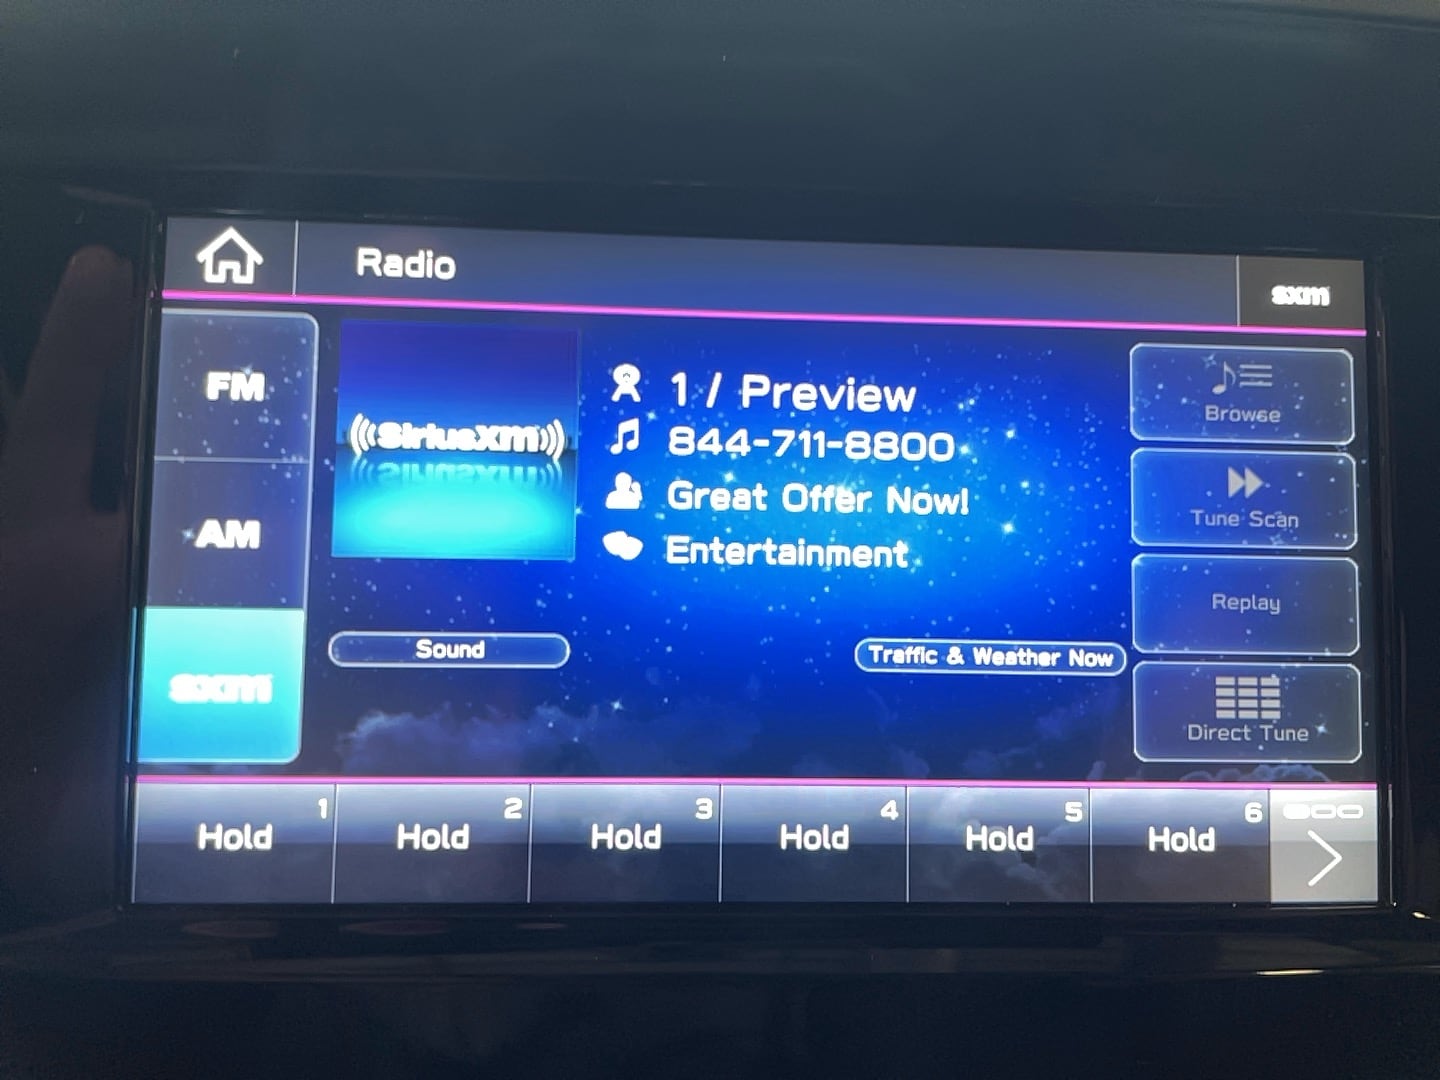 Radio
sxm
FM
AM
sxm
((SiriusXM))
1 / Preview
844-711-8800
Great Offer Now!
Entertainment
Sound
Traffic & Weather Now
Browse
Tune Scan
Replay
Direct Tune
1
Hold
2
Hold
3
Hold
4
Hold
5
Hold
6
Hold